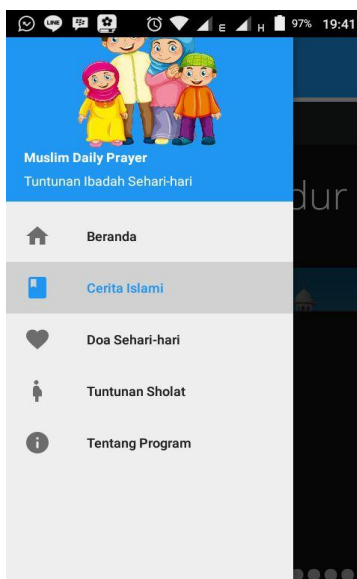 LINE
E
H
97%
19:41
Muslim Daily Prayer
Tuntunan Ibadah Sehari-hari
dur
Beranda
Cerita Islami
Doa Sehari-hari
Tuntunan Sholat
Tentang Program